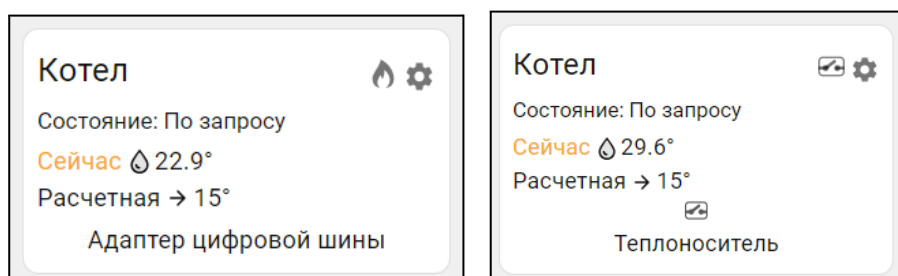 Котел
Состояние: По запросу
Сейчас 22.9°
Расчетная → 15°
Адаптер цифровой шины
Котел
Состояние: По запросу
Сейчас 29.6°
Расчетная → 15°
Теплоноситель